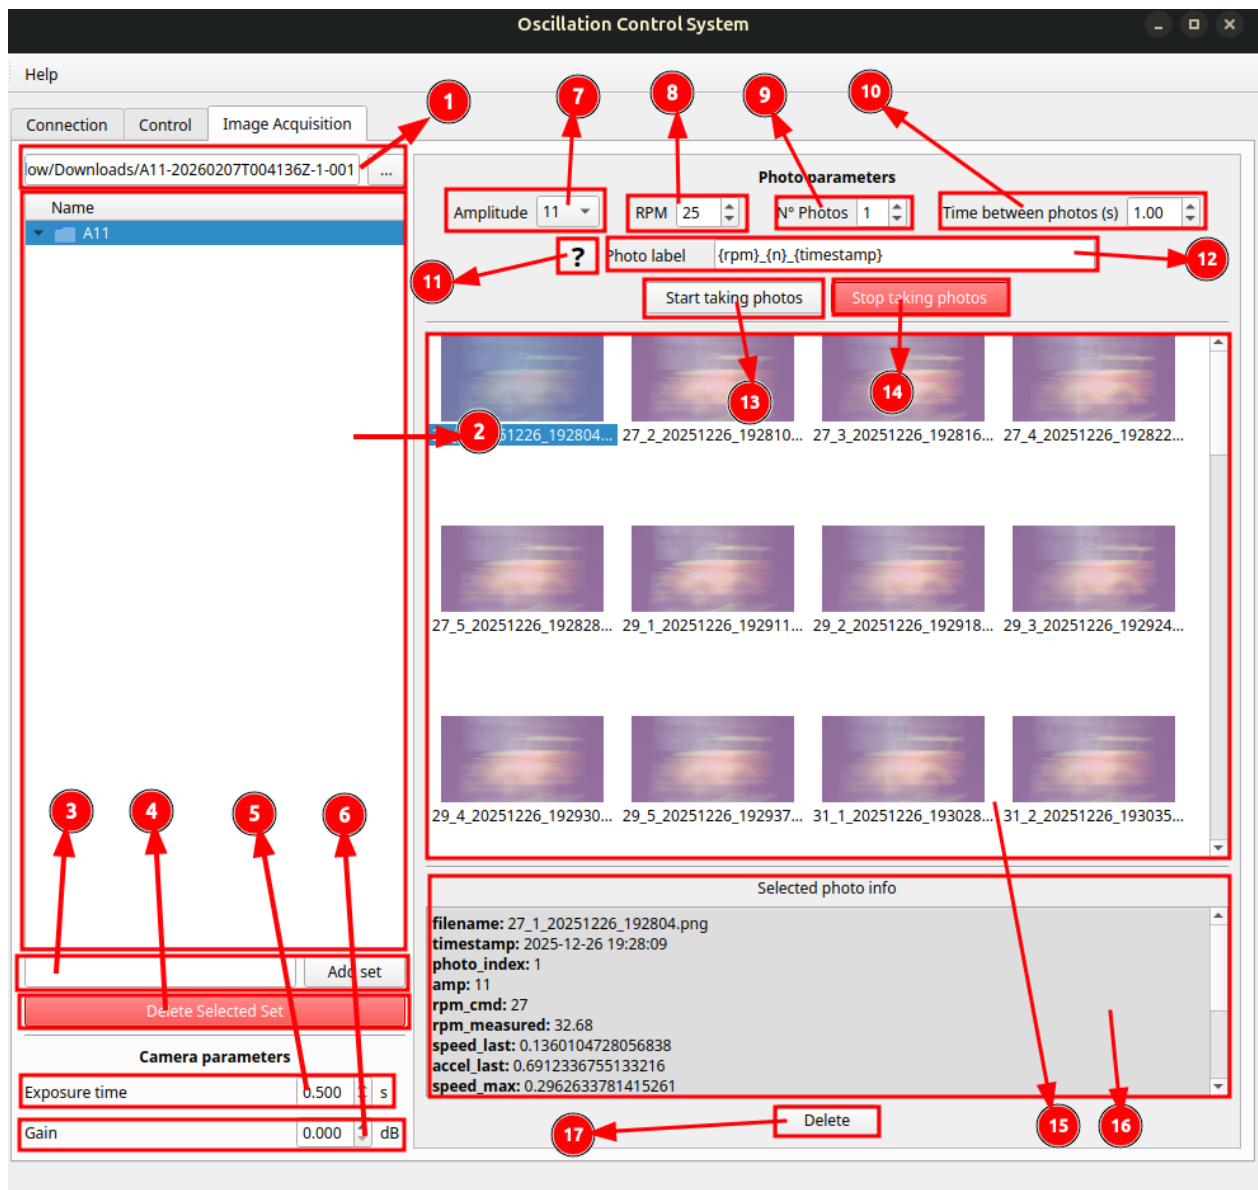 Oscillation Control System
Help
Connection Control Image Acquisition
low/Downloads/A11-20260207T004136Z-1-001 ...
Name
A11
1
2
3
4
5
6
Add set
Delete Selected Set
Camera parameters
Exposure time 0.500 s
Gain 0.000 dB
7
8
9
10
Photo parameters
Amplitude 11 RPM 25 N° Photos 1 Time between photos (s) 1.00
11
? Photo label {rpm}_{n}_{timestamp}
12
Start taking photos Stop taking photos
13
14
51226_192804... 27_2_20251226_192810... 27_3_20251226_192816... 27_4_20251226_192822...
27_5_20251226_192828... 29_1_20251226_192911... 29_2_20251226_192918... 29_3_20251226_192924...
29_4_20251226_192930... 29_5_20251226_192937... 31_1_20251226_193028... 31_2_20251226_193035...
Selected photo info
filename: 27_1_20251226_192804.png
timestamp: 2025-12-26 19:28:09
photo_index: 1
amp: 11
rpm_cmd: 27
rpm_measured: 32.68
speed_last: 0.1360104728056838
accel_last: 0.6912336755133216
speed_max: 0.2962633781415261
15
16
17
Delete